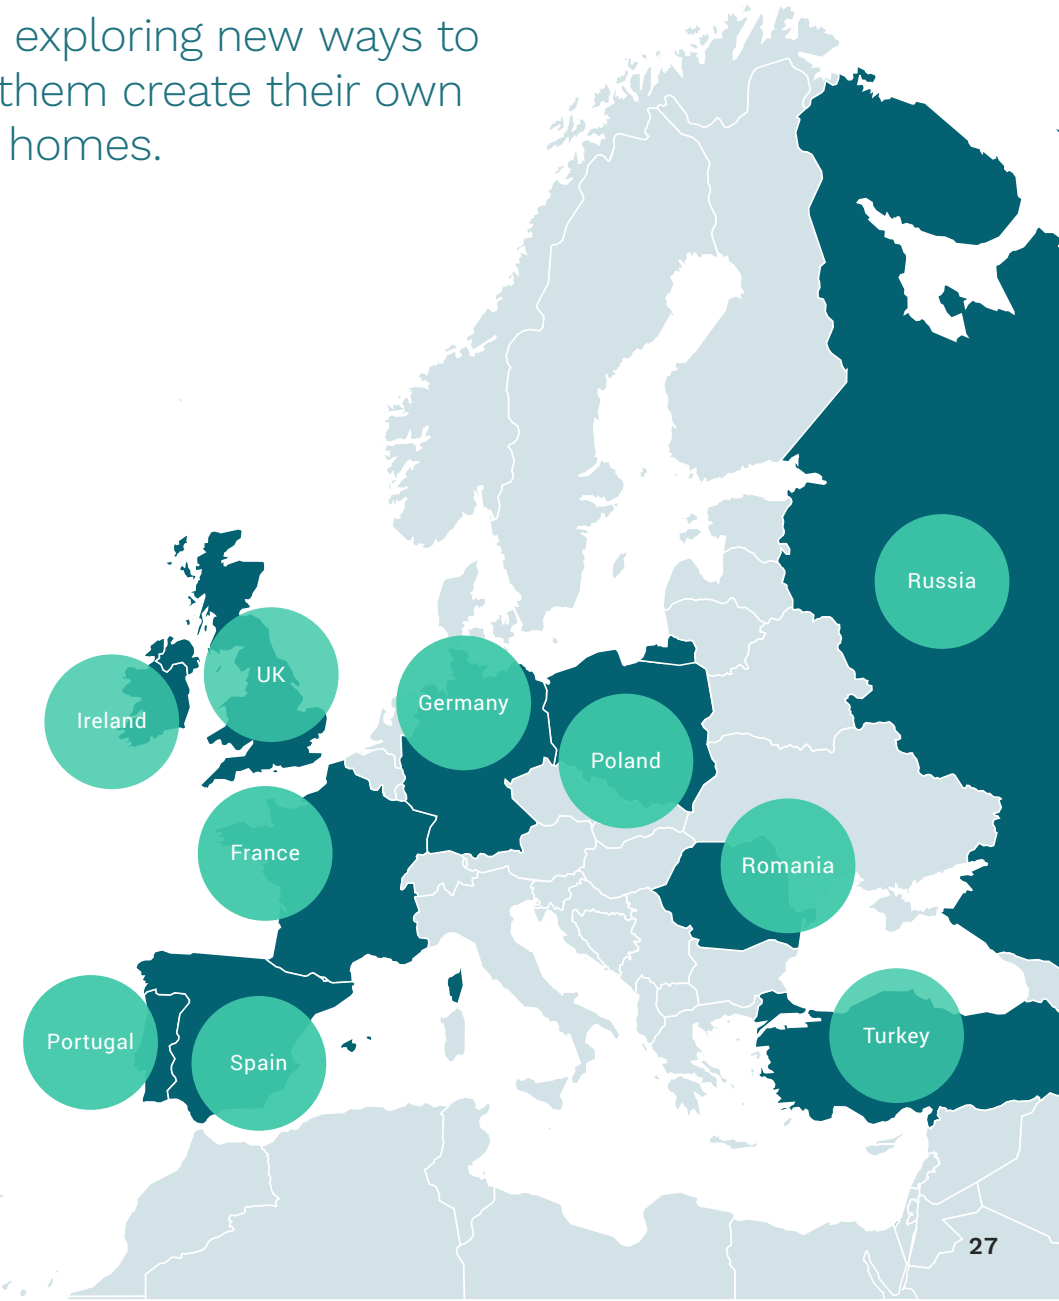 exploring new ways to
them create their own
homes.
Russia
UK
Ireland
Germany
Poland
France
Romania
Portugal
Spain
Turkey
27